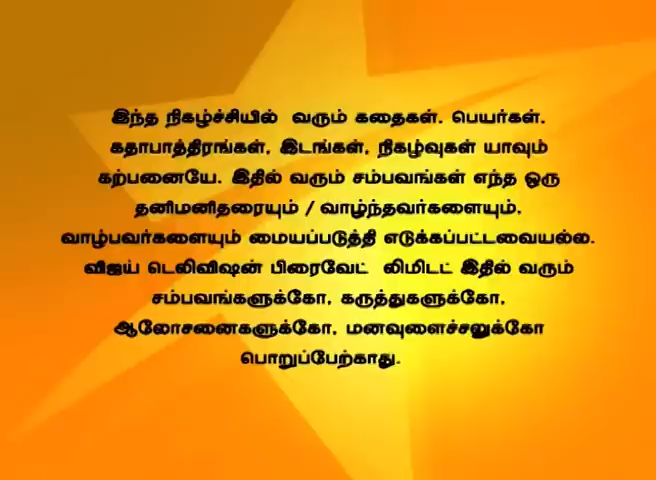 இந்த நிகழ்ச்சியில் வரும் கதைகள், பெயர்கள்,
கதாபாத்திரங்கள், இடங்கள், நிகழ்வுகள் யாவும்
கற்பனையே. இதில் வரும் சம்பவங்கள் எந்த ஒரு
தனிமனிதரையும் / வாழ்ந்தவர்களையும்,
வாழ்பவர்களையும் மையப்படுத்தி எடுக்கப்பட்டவையல்ல.
விஜய் டெலிவிஷன் பிரைவேட் லிமிடட் இதில் வரும்
சம்பவங்களுக்கோ, கருத்துகளுக்கோ,
ஆலோசனைகளுக்கோ, மனவுளைச்சலுக்கோ
பொறுப்பேற்காது.